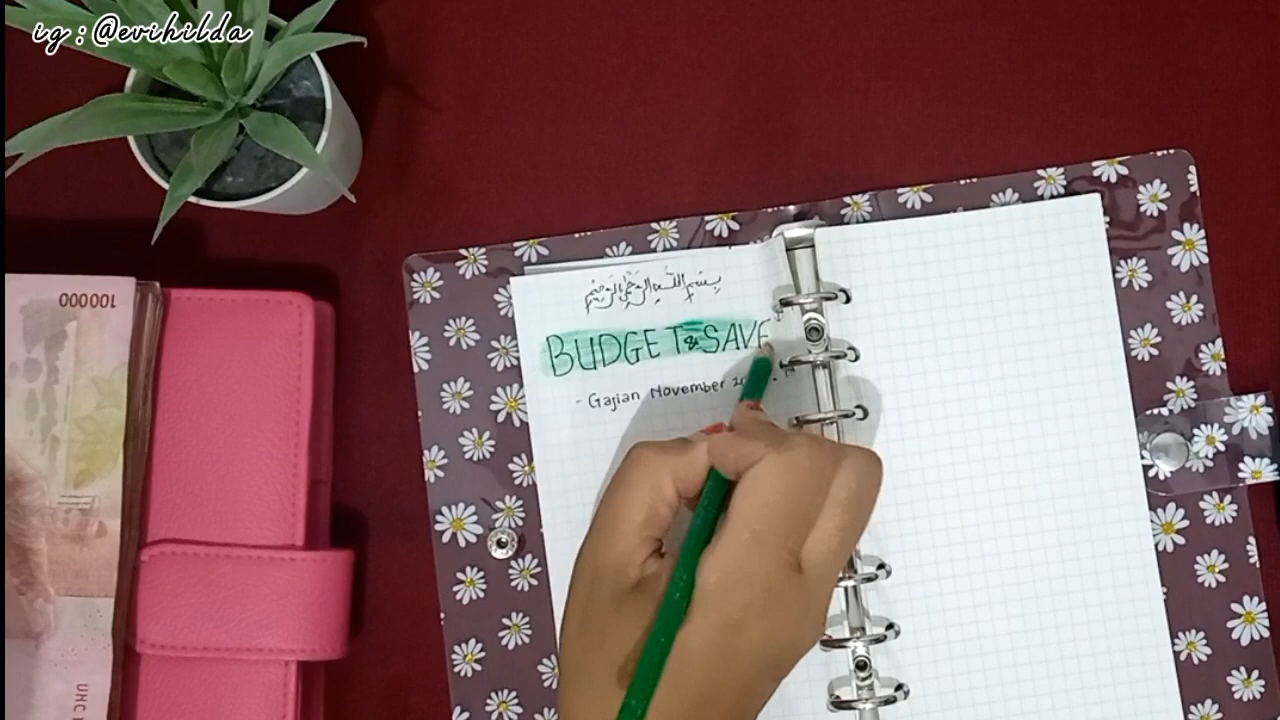 ig : @evihilda
100000
بِسْمِ اللَّهِ الرَّحْمَٰنِ الرَّحِيمِ
BUDGET & SAVE
- Gajian November